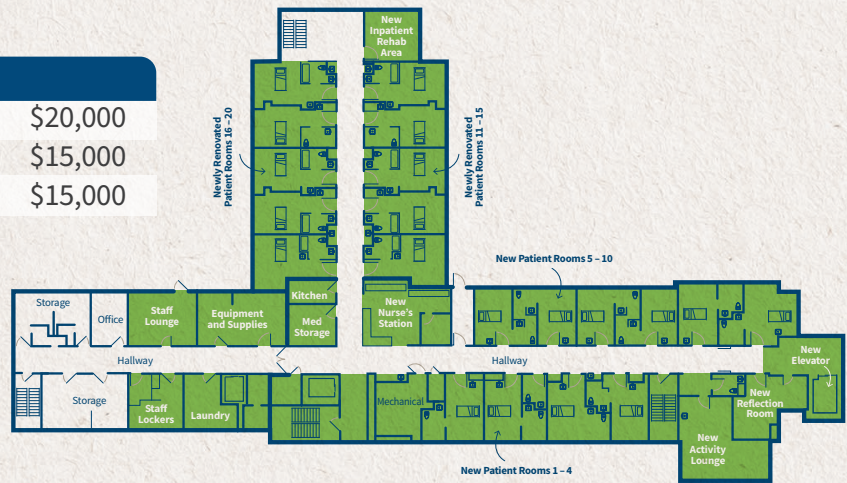 $20,000
$15,000
$15,000
New
Inpatient
Rehab
Area
Newly Renovated
Patient Rooms 16 – 20
Newly Renovated
Patient Rooms 11 – 15
New Patient Rooms 5 – 10
Storage
Office
Staff
Lounge
Equipment
and Supplies
Kitchen
Med
Storage
New
Nurse's
Station
Hallway
Hallway
New
Elevator
Storage
Staff
Lockers
Laundry
Mechanical
New
Reflection
Room
New
Activity
Lounge
New Patient Rooms 1 – 4